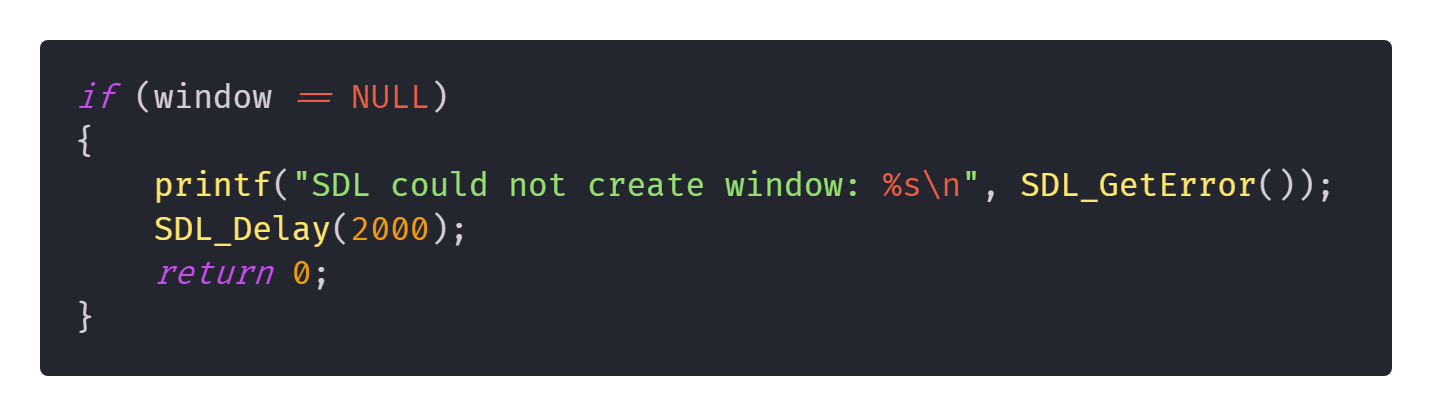 if (window == NULL)
{
    printf("SDL could not create window: %s\n", SDL_GetError());
    SDL_Delay(2000);
    return 0;
}